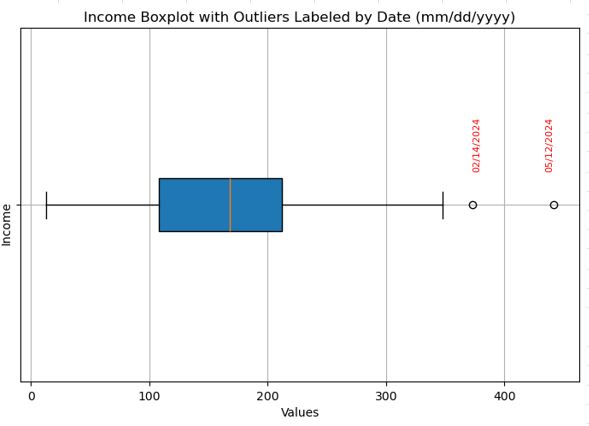 Income Boxplot with Outliers Labeled by Date (mm/dd/yyyy)
02/14/2024
05/12/2024
Income
0 100 200 300 400
Values